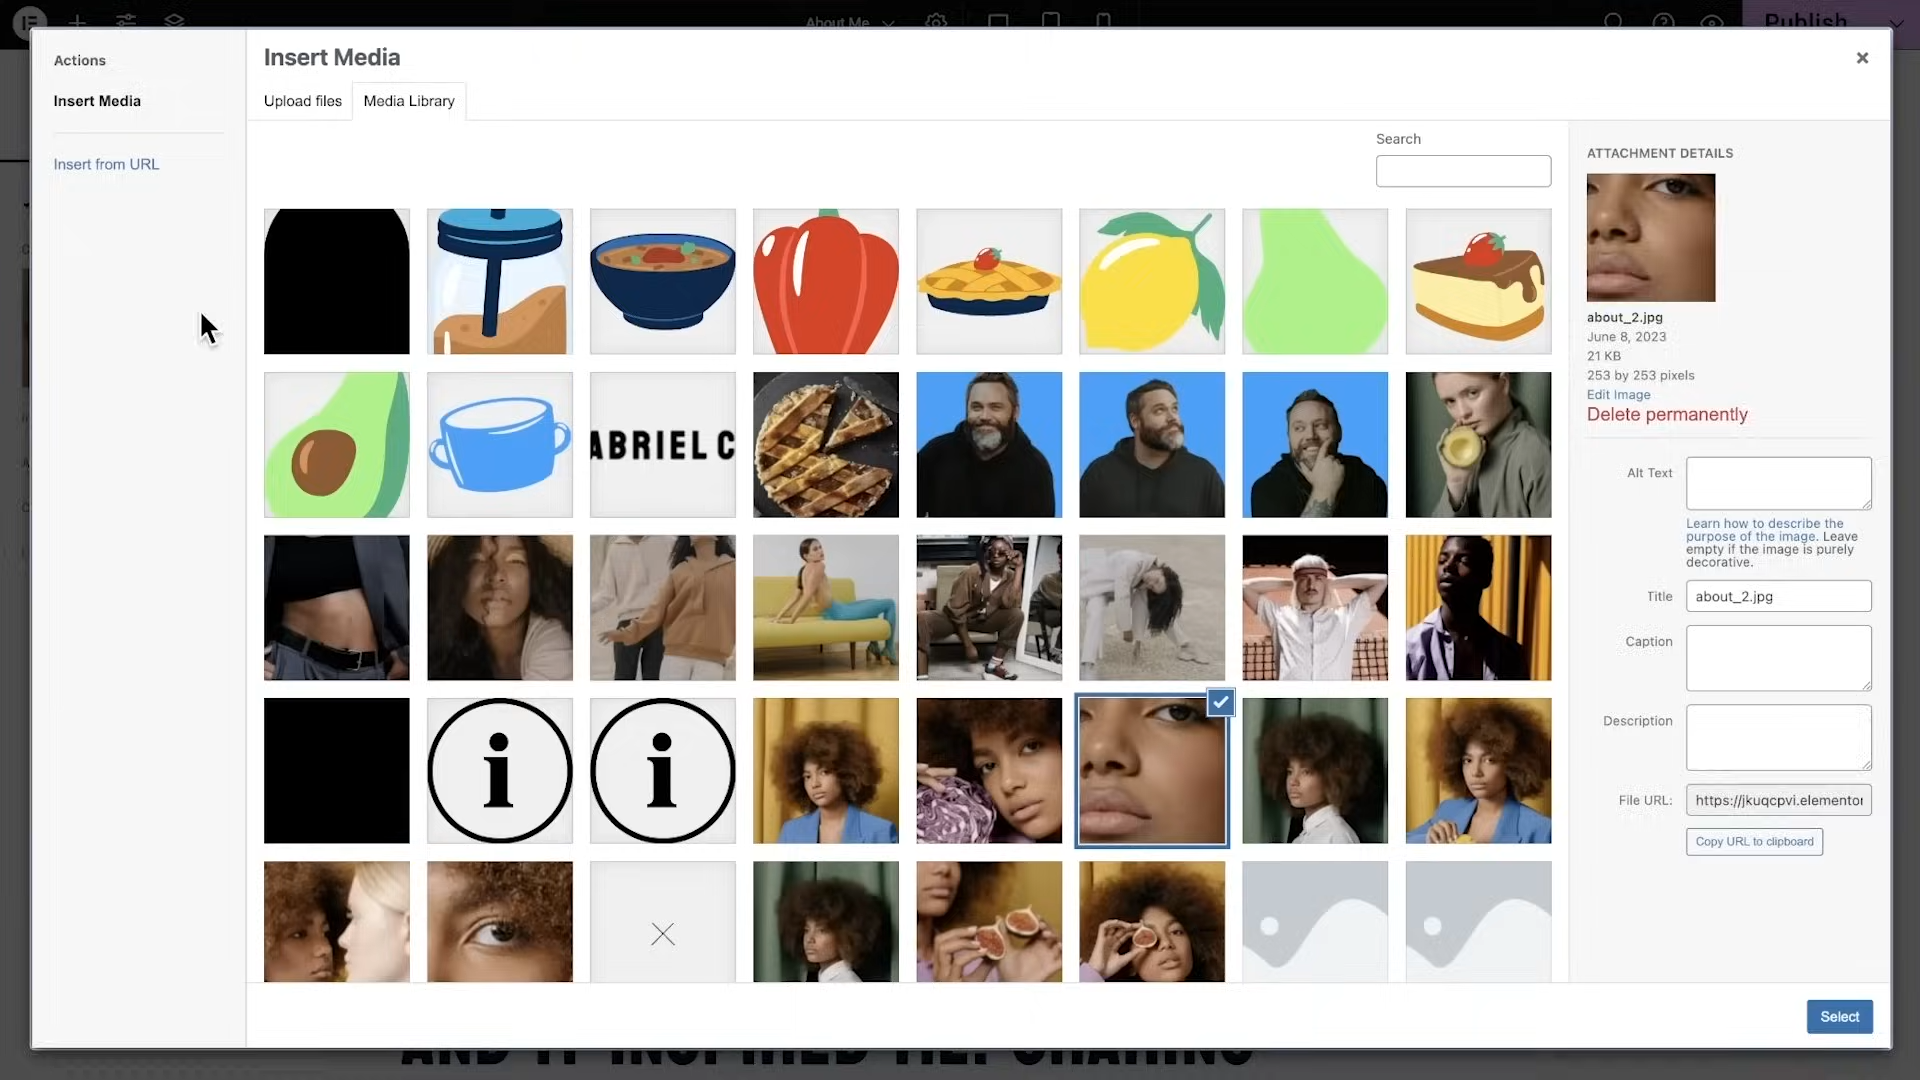 About Me
Publish
Actions
Insert Media
Insert from URL
Insert Media
Upload files
Media Library
Search
ABRIEL C
ATTACHMENT DETAILS
about_2.jpg
June 8, 2023
21 KB
253 by 253 pixels
Edit Image
Delete permanently
Alt Text
Learn how to describe the
purpose of the image. Leave
empty if the image is purely
decorative.
Title
about_2.jpg
Caption
Description
File URL:
https://jkuqcpvi.elementor
Copy URL to clipboard
Select